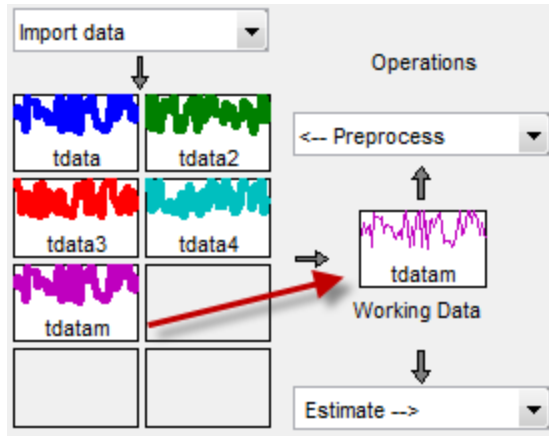 Import data
Operations
tdata
tdata2
<-- Preprocess
tdata3
tdata4
tdatam
tdatam
Working Data
Estimate -->